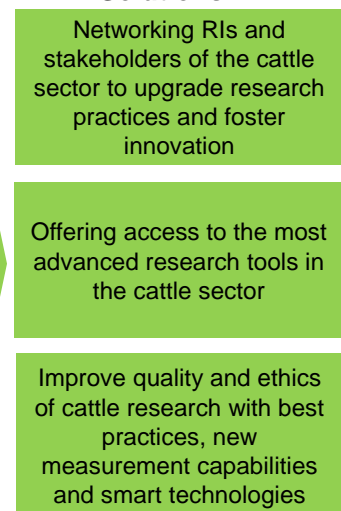 Networking RIs and
stakeholders of the cattle
sector to upgrade research
practices and foster
innovation
Offering access to the most
advanced research tools in
the cattle sector
Improve quality and ethics
of cattle research with best
practices, new
measurement capabilities
and smart technologies